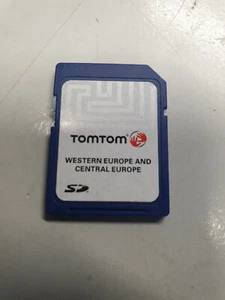 TOMTOM
WESTERN EUROPE AND
CENTRAL EUROPE
SD